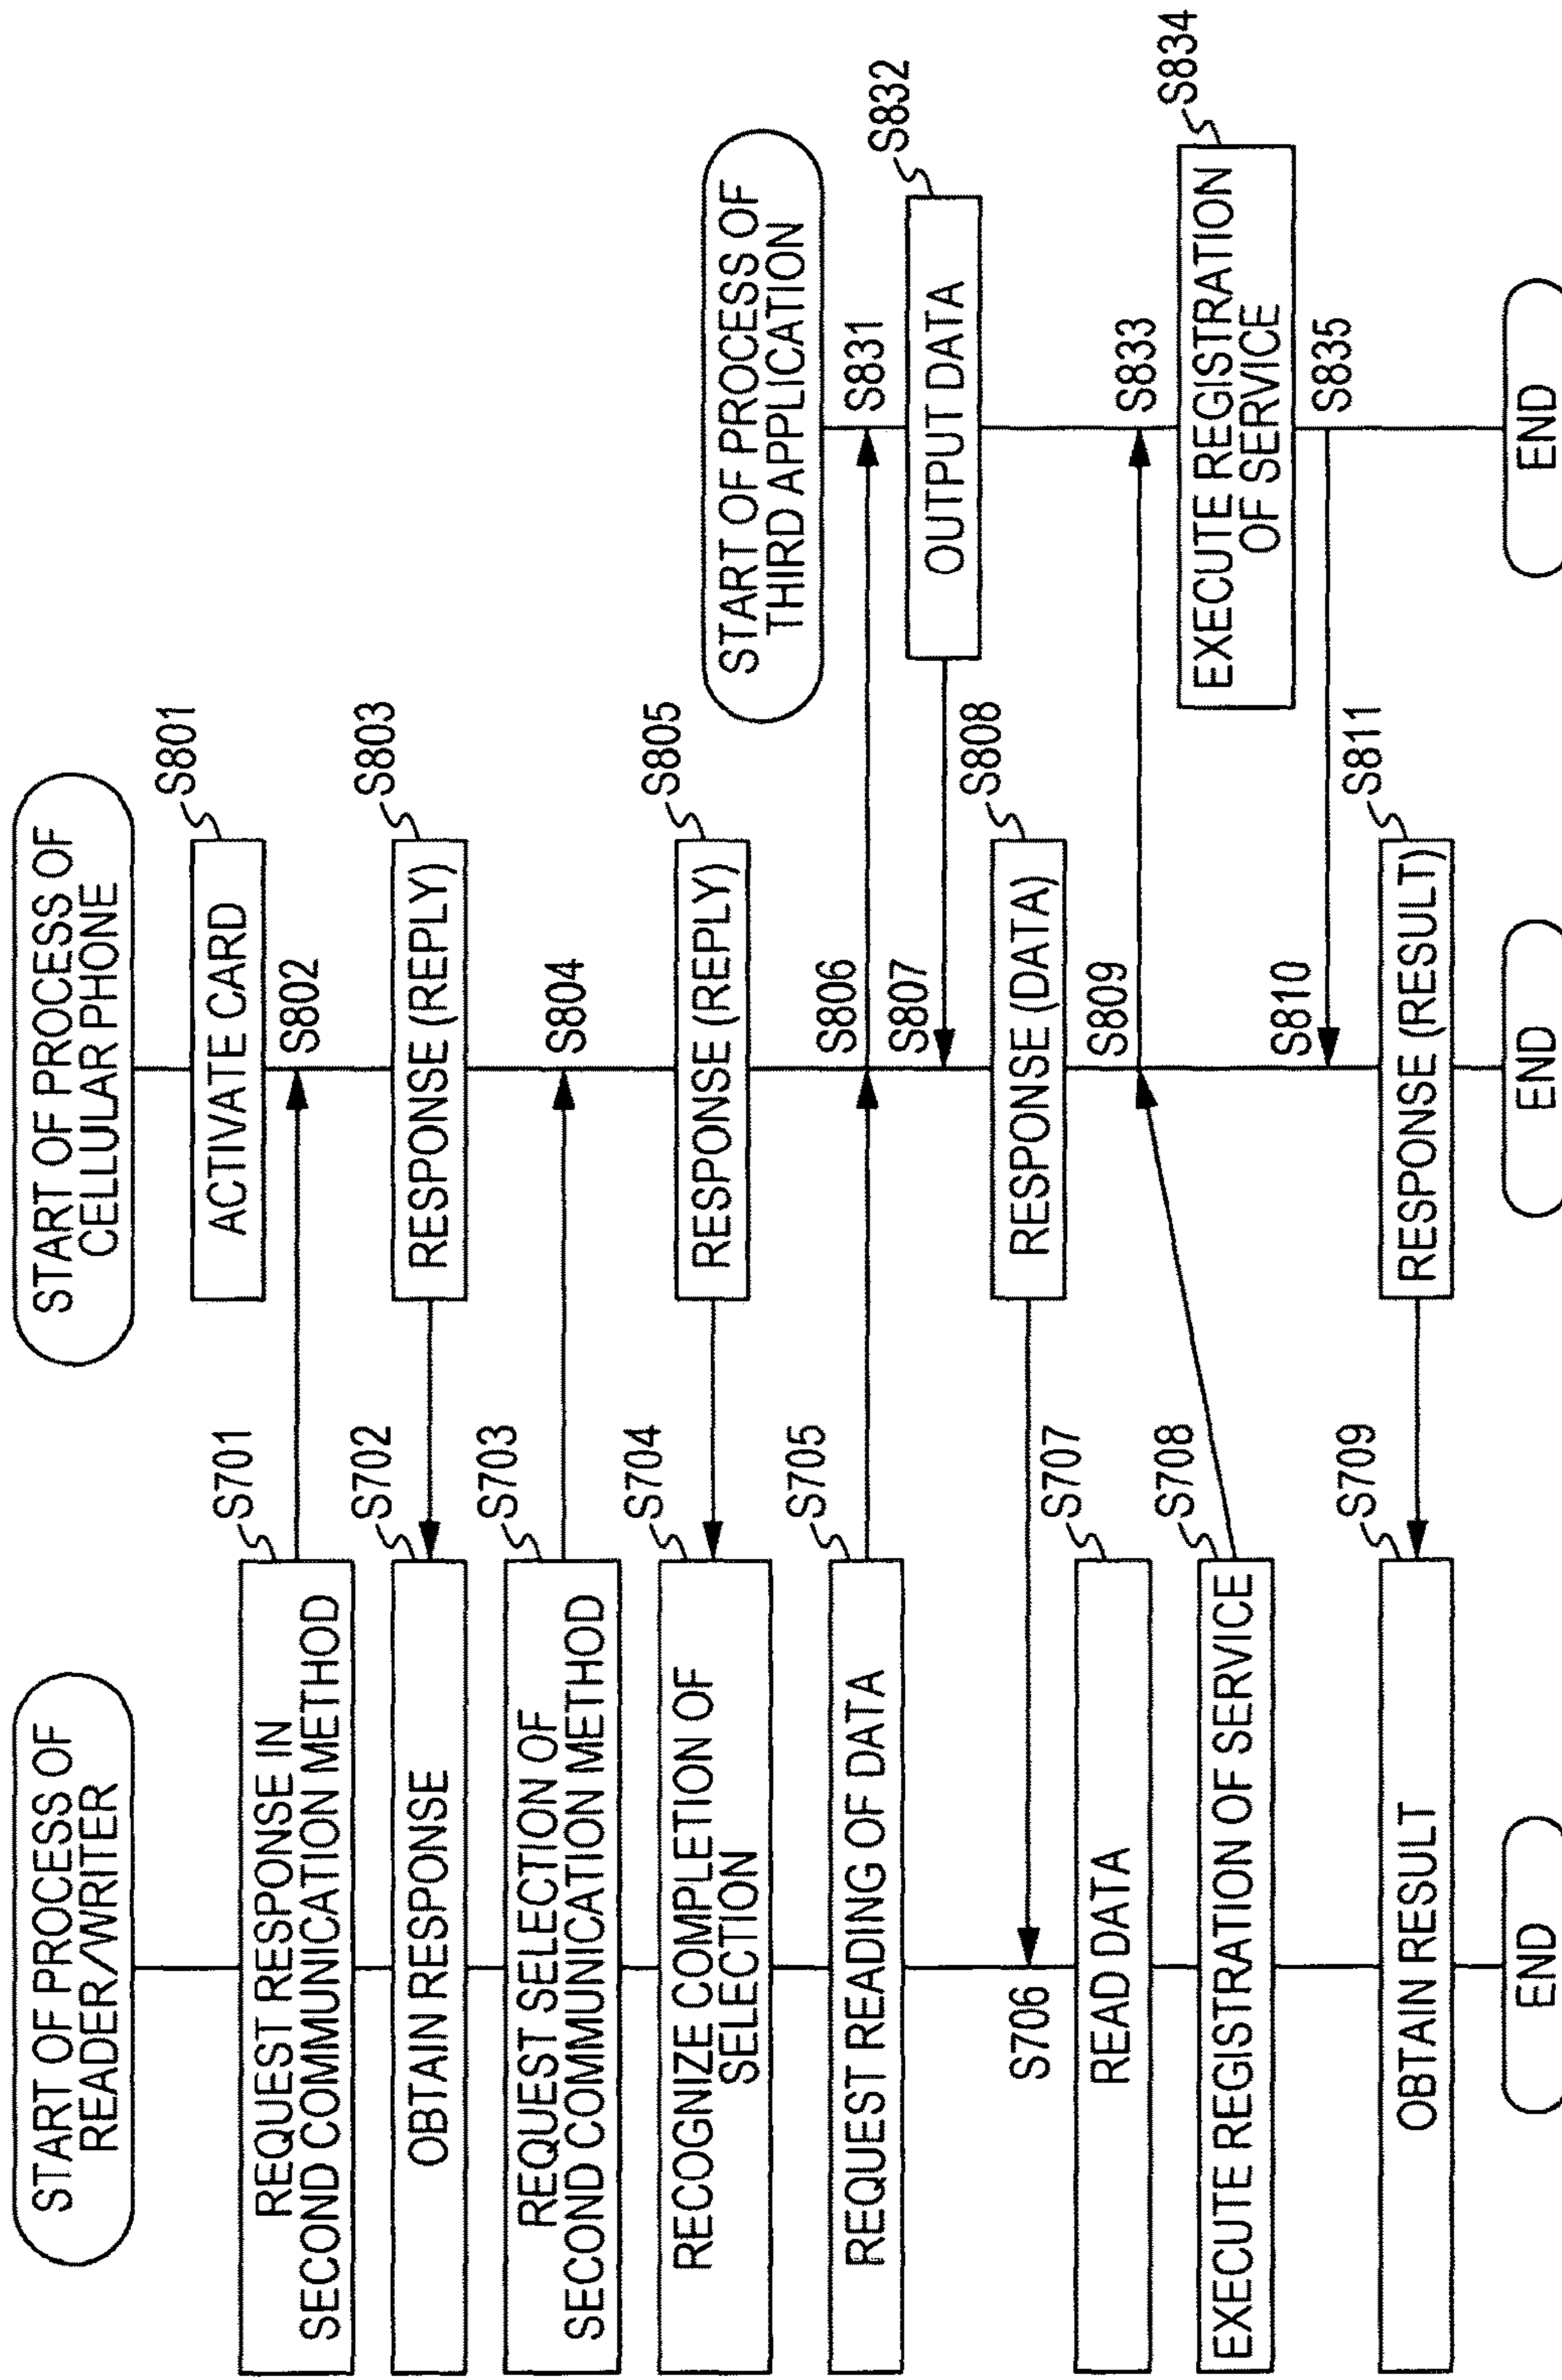 START OF PROCESS OF
READER/WRITER
REQUEST RESPONSE IN
SECOND COMMUNICATION METHOD
S701
OBTAIN RESPONSE
S702
REQUEST SELECTION OF
SECOND COMMUNICATION METHOD
S703
RECOGNIZE COMPLETION OF
SELECTION
S704
REQUEST READING OF DATA
S705
S706
READ DATA
S707
EXECUTE REGISTRATION OF SERVICE
S708
OBTAIN RESULT
S709
END
START OF PROCESS OF
CELLULAR PHONE
ACTIVATE CARD
S801
S802
RESPONSE (REPLY)
S803
S804
RESPONSE (REPLY)
S805
S806
S807
RESPONSE (DATA)
S808
S809
S810
RESPONSE (RESULT)
S811
END
START OF PROCESS OF
THIRD APPLICATION
S831
OUTPUT DATA
S832
S833
EXECUTE REGISTRATION
OF SERVICE
S834
S835
END